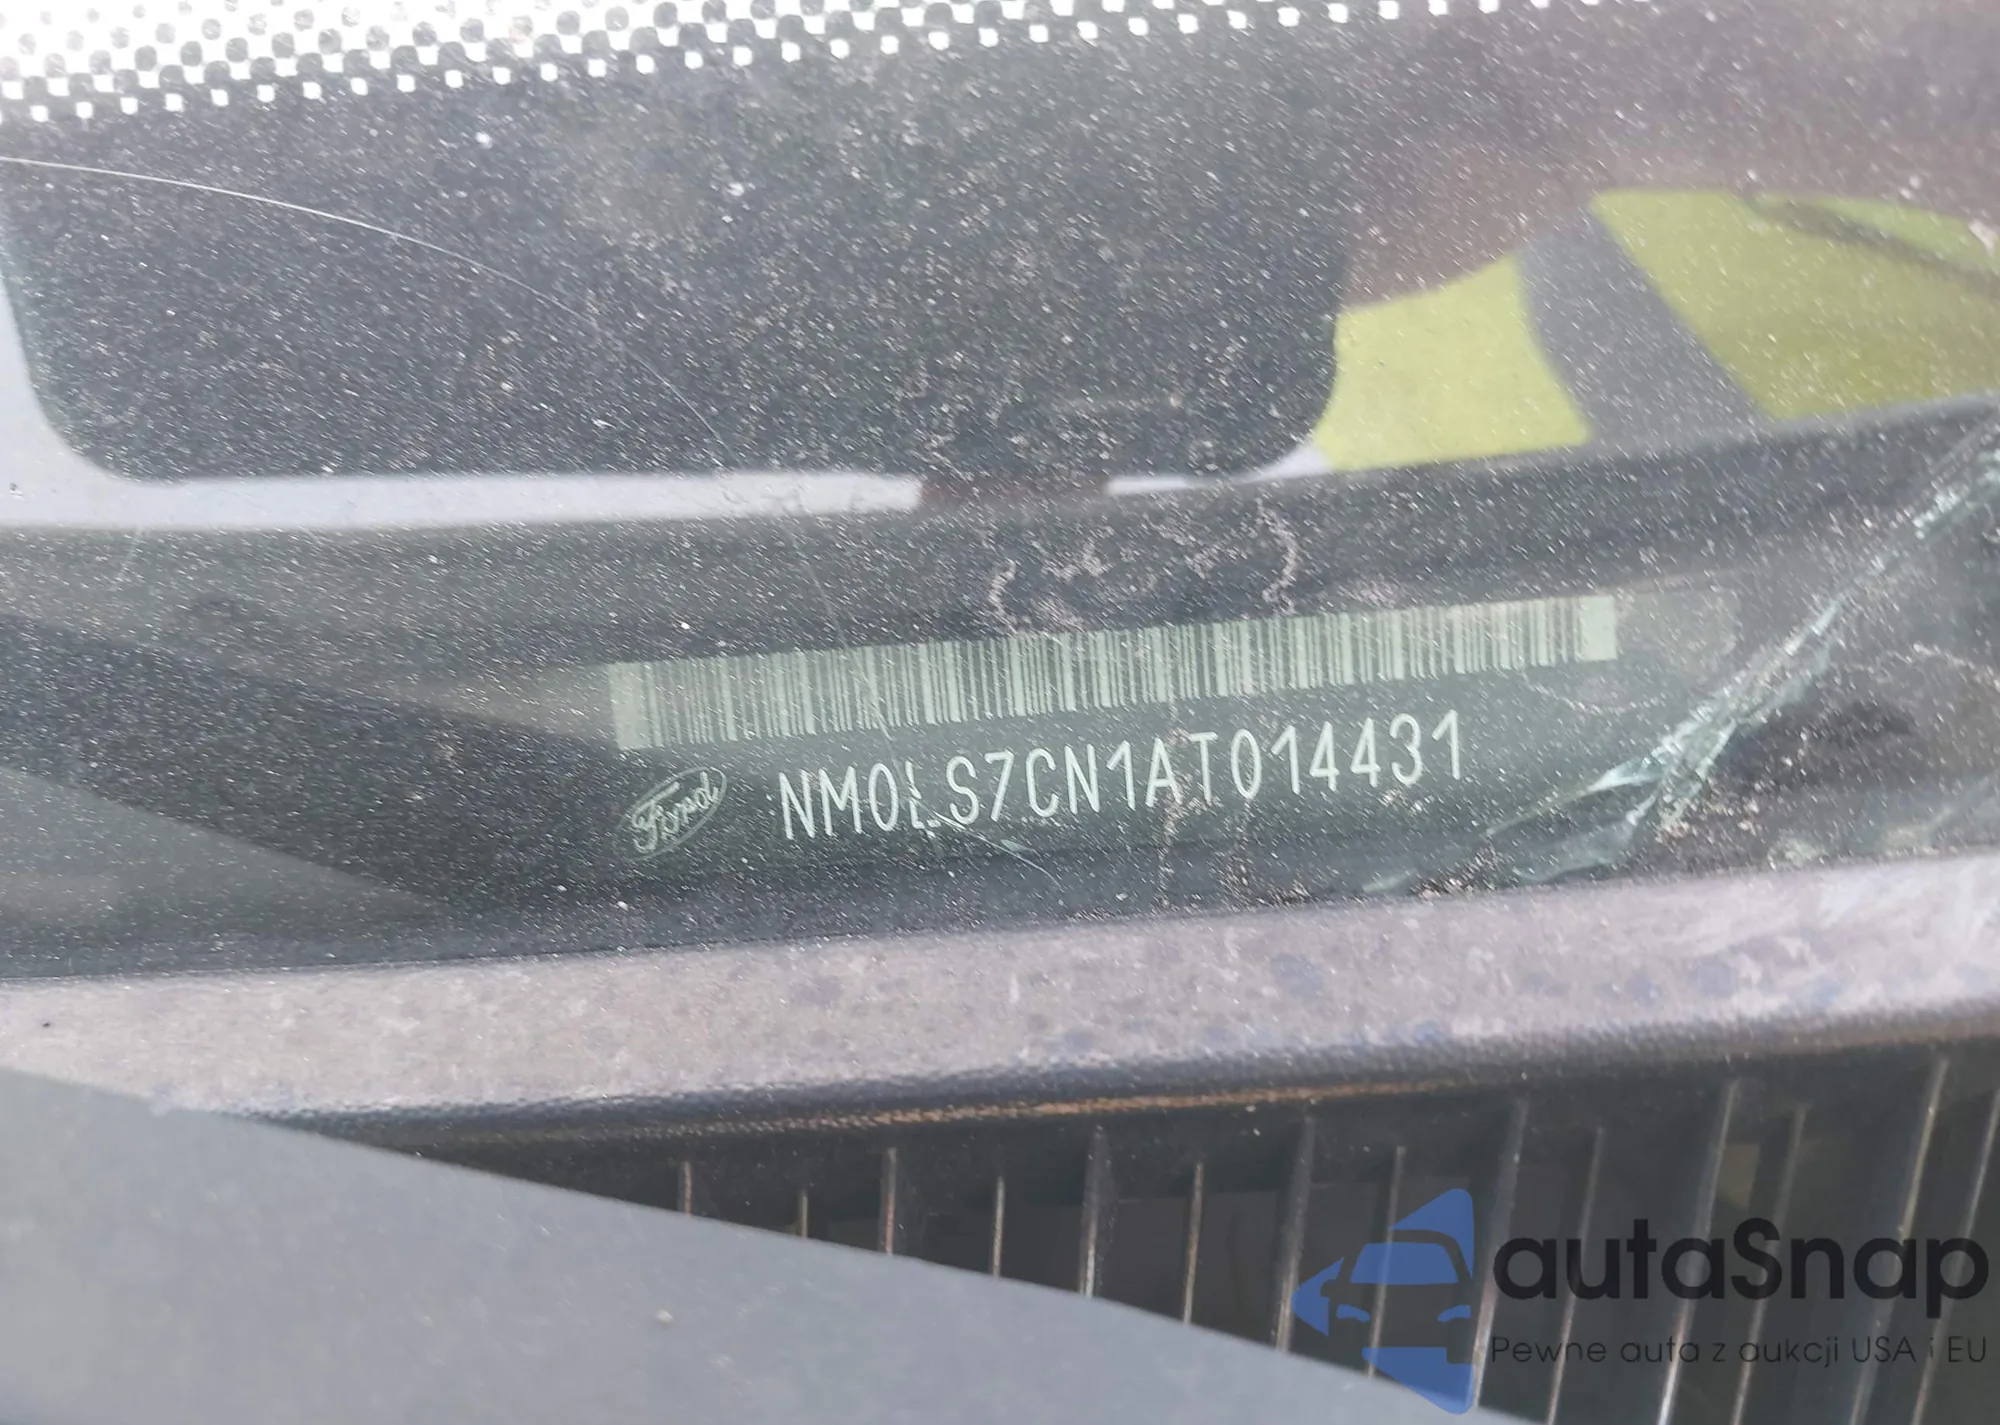 Ford
NM0LS7CN1AT014431
autaSnap
Pewne auta z aukcji USA i EU